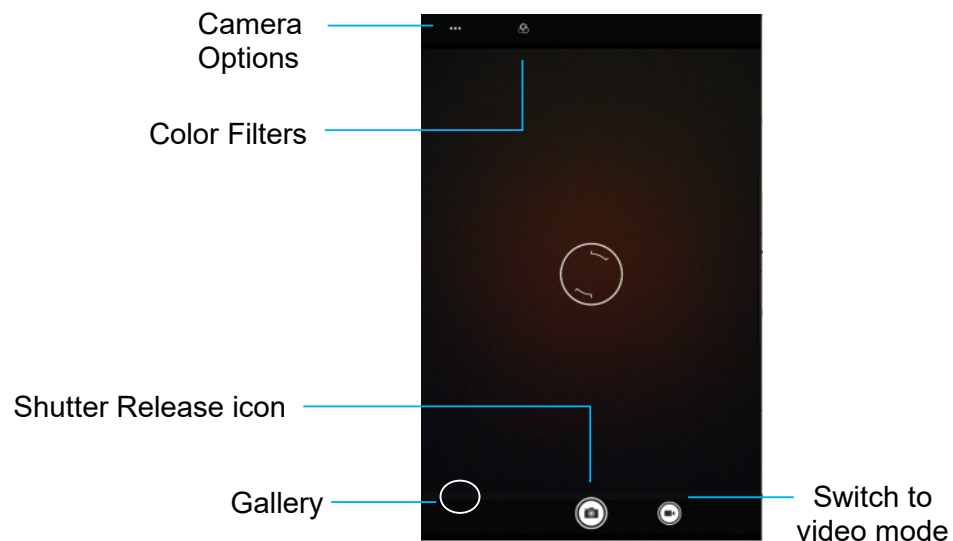 Camera
Options
Color Filters
Shutter Release icon
Gallery
Switch to
video mode